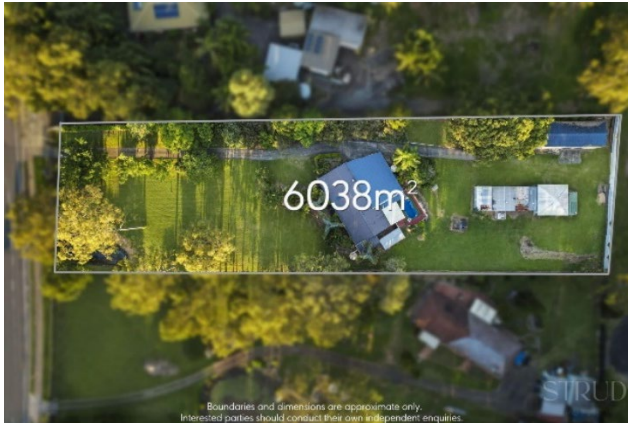 6038m²
STRUD
Boundaries and dimensions are approximate only.
Interested parties should conduct their own independent enquiries.